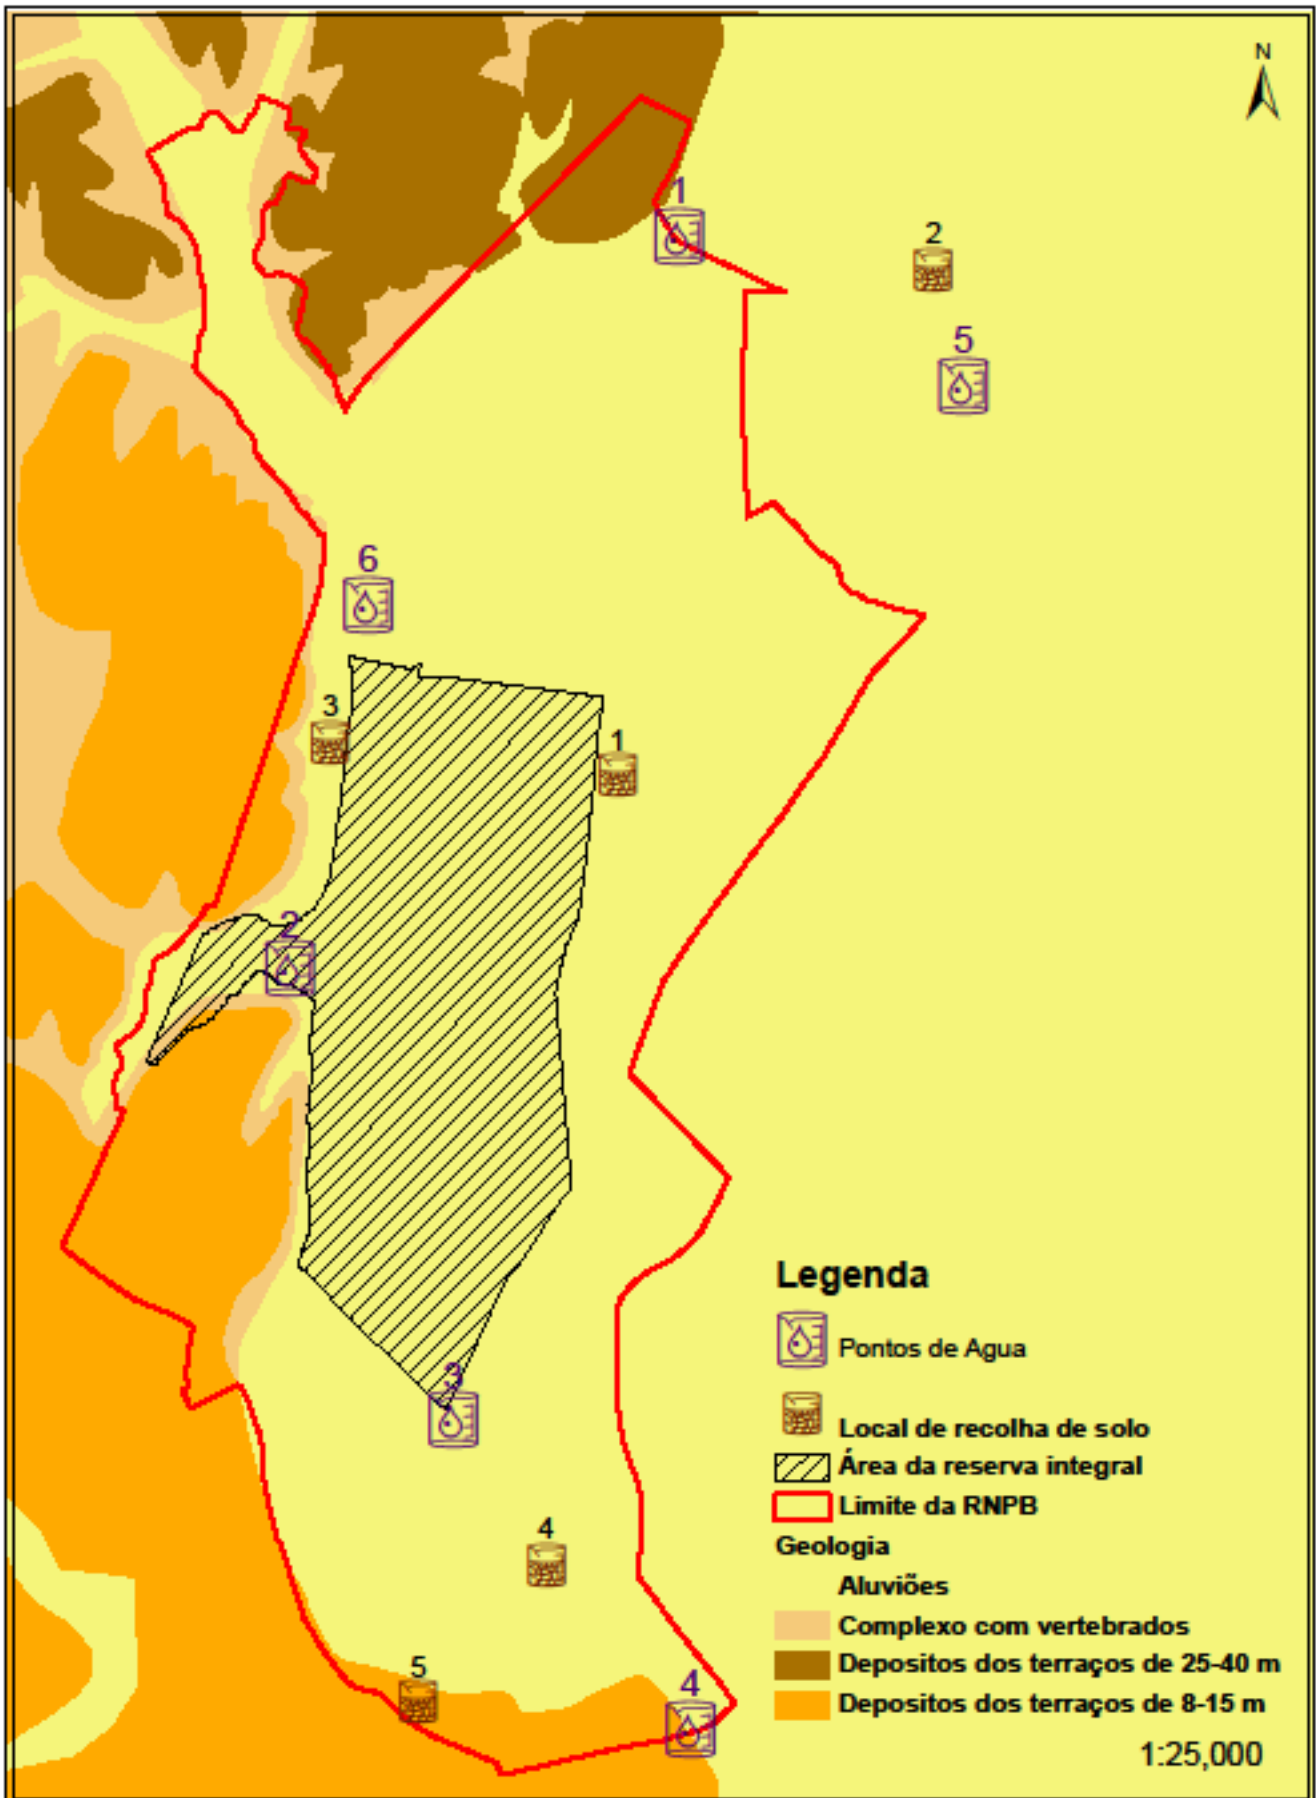 N
1
2
5
6
3
1
2
3
4
5
4
Legenda
Pontos de Agua
Local de recolha de solo
Área da reserva integral
Limite da RNPB
Geologia
Aluviões
Complexo com vertebrados
Depositos dos terraços de 25-40 m
Depositos dos terraços de 8-15 m
1:25,000